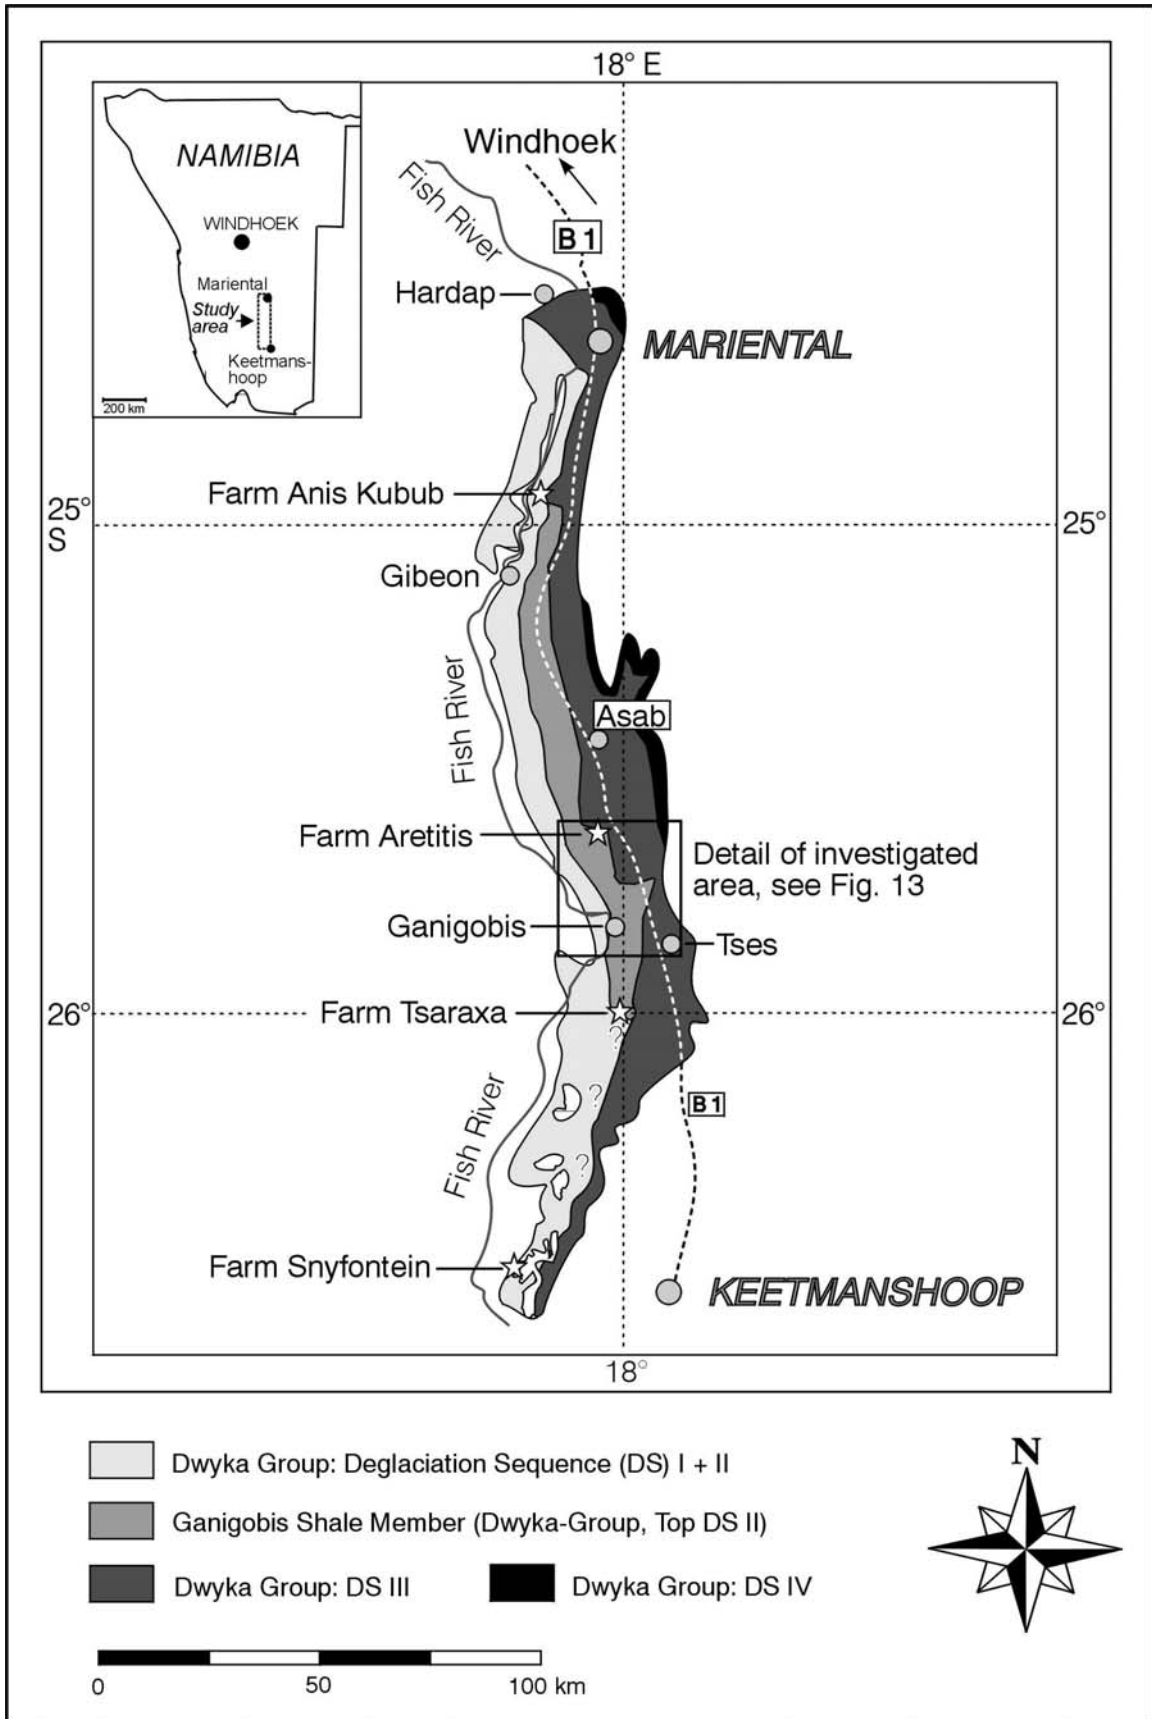 18° E
NAMIBIA
WINDHOEK
Mariental
Study
area
Keetmans-
hoop
200 km
Windhoek
Fish River
B 1
Hardap
MARIENTAL
Farm Anis Kubub
25°
S
25°
Gibeon
Fish River
Asab
Farm Aretitis
Detail of investigated
area, see Fig. 13
Ganigobis
Tses
26°
Farm Tsaraxa
26°
?
?
B 1
Fish River
?
Farm Snyfontein
KEETMANSHOOP
18°
Dwyka Group: Deglaciation Sequence (DS) I + II
Ganigobis Shale Member (Dwyka-Group, Top DS II)
Dwyka Group: DS III
Dwyka Group: DS IV
N
0 50 100 km